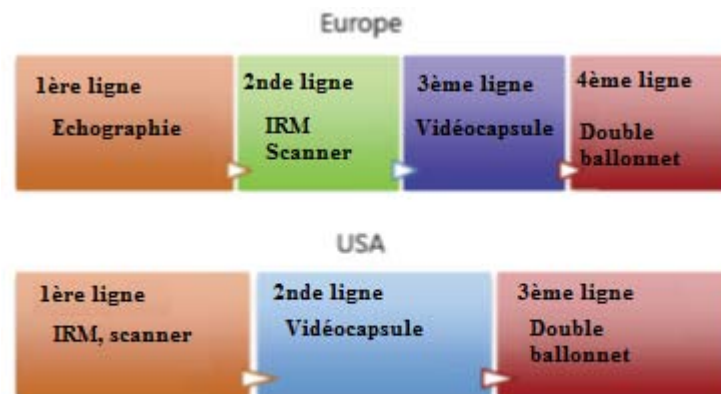 Europe
1ère ligne
Echographie
2nde ligne
IRM
Scanner
3ème ligne
Vidéocapsule
4ème ligne
Double
ballonnet
USA
1ère ligne
IRM, scanner
2nde ligne
Vidéocapsule
3ème ligne
Double
ballonnet